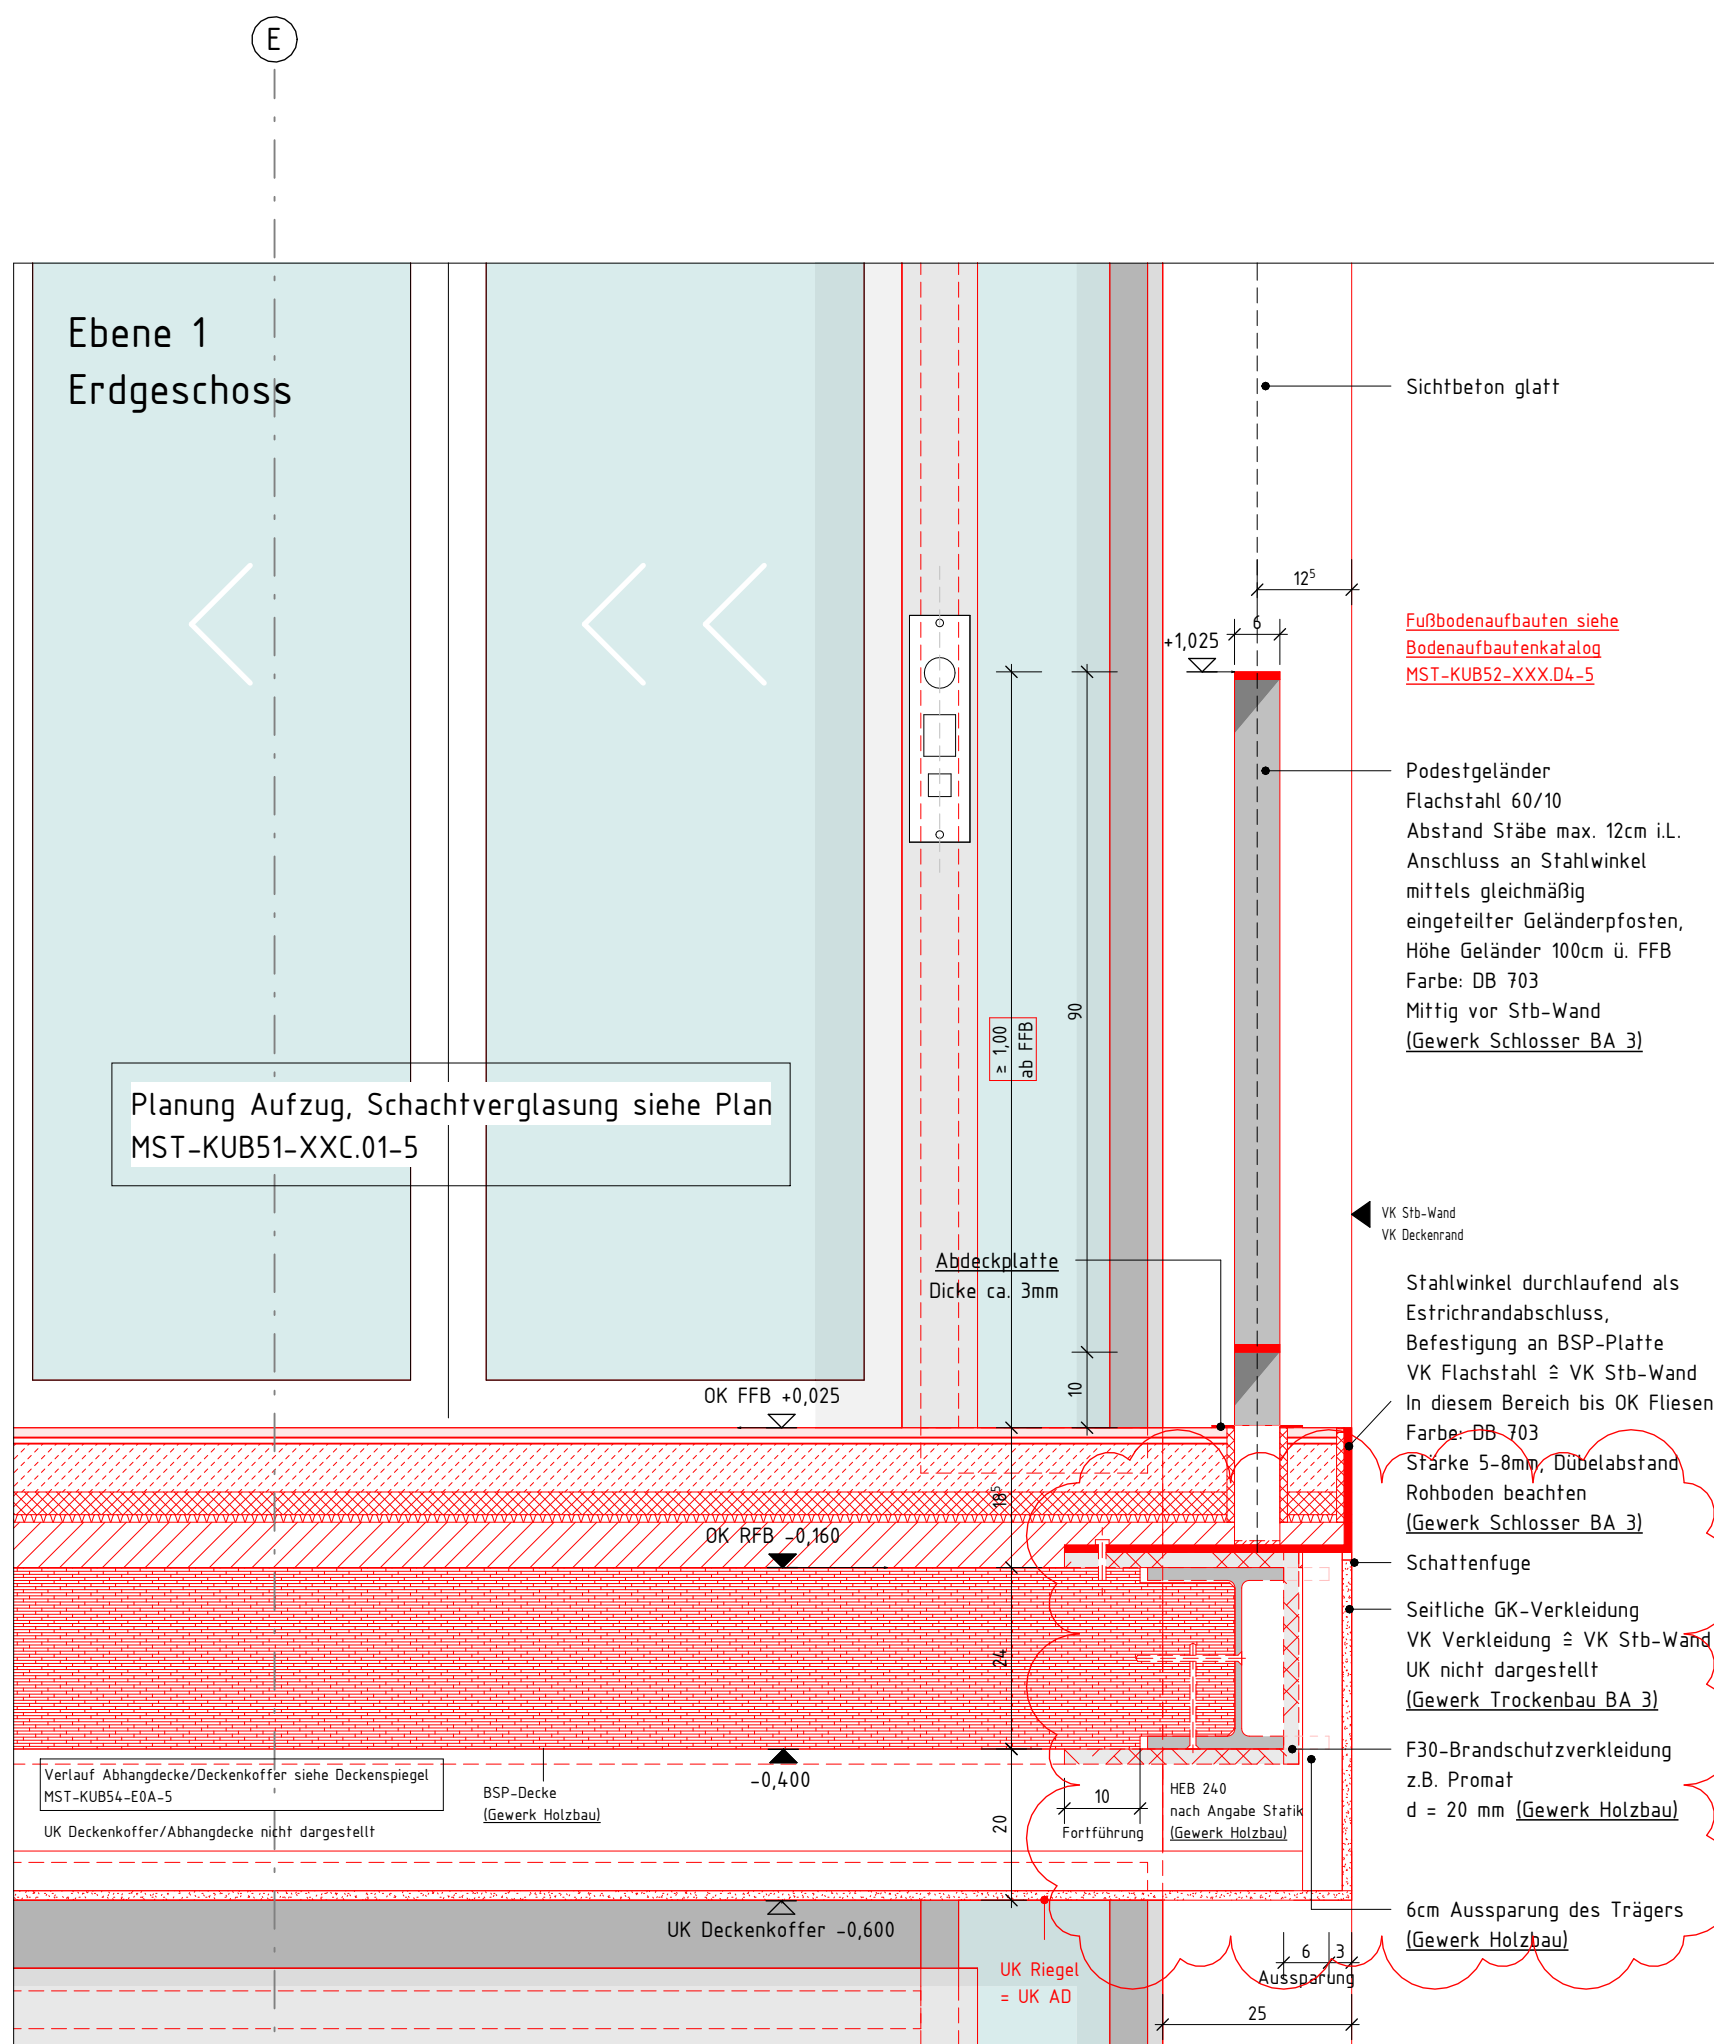 E
Ebene 1
Erdgeschoss
Sichtbeton glatt
12⁵
6
+1,025
Fußbodenaufbauten siehe
Bodenaufbautenkatalog
MST-KUB52-XXX.D4-5
Podestgeländer
Flachstahl 60/10
Abstand Stäbe max. 12cm i.L.
Anschluss an Stahlwinkel
mittels gleichmäßig
eingeteilter Geländerpfosten,
Höhe Geländer 100cm ü. FFB
Farbe: DB 703
Mittig vor Stb-Wand
(Gewerk Schlosser BA 3)
≥ 1,00
ab FFB
90
Planung Aufzug, Schachtverglasung siehe Plan
MST-KUB51-XXC.01-5
VK Stb-Wand
VK Deckenrand
Abdeckplatte
Dicke ca. 3mm
Stahlwinkel durchlaufend als
Estrichrandabschluss,
Befestigung an BSP-Platte
VK Flachstahl ≙ VK Stb-Wand
In diesem Bereich bis OK Fliesen
Farbe: DB 703
Stärke 5-8mm, Dübelabstand
Rohboden beachten
(Gewerk Schlosser BA 3)
10
OK FFB +0,025
18⁵
OK RFB -0,160
Schattenfuge
Seitliche GK-Verkleidung
VK Verkleidung ≙ VK Stb-Wand
UK nicht dargestellt
(Gewerk Trockenbau BA 3)
24
F30-Brandschutzverkleidung
z.B. Promat
d = 20 mm (Gewerk Holzbau)
Verlauf Abhangdecke/Deckenkoffer siehe Deckenspiegel
MST-KUB54-E0A-5
UK Deckenkoffer/Abhangdecke nicht dargestellt
BSP-Decke
(Gewerk Holzbau)
-0,400
20
10
Fortführung
HEB 240
nach Angabe Statik
(Gewerk Holzbau)
UK Deckenkoffer -0,600
6cm Aussparung des Trägers
(Gewerk Holzbau)
6
3
Aussparung
UK Riegel
= UK AD
25